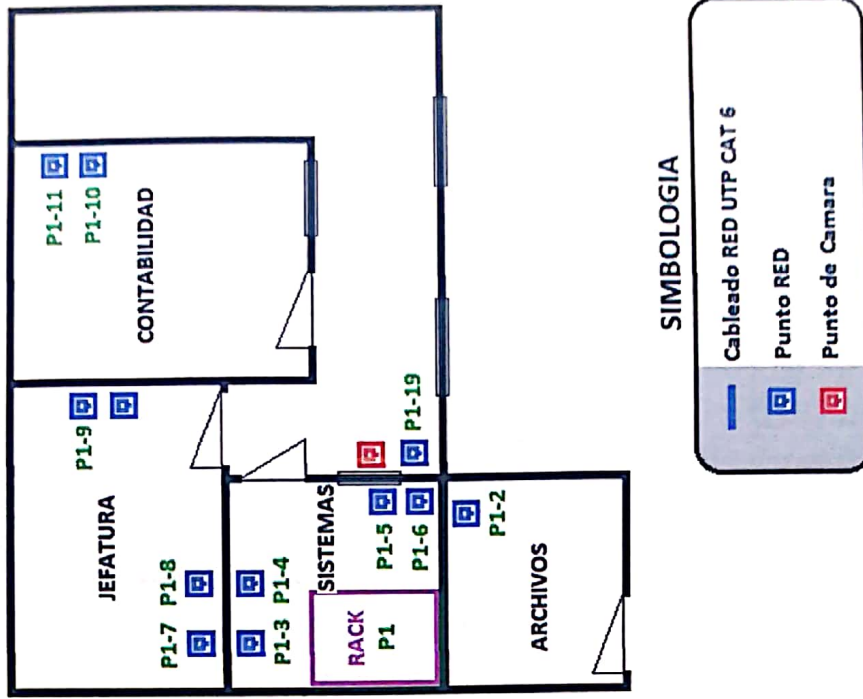 JEFATURA
P1-7
P1-8
P1-9
CONTABILIDAD
P1-11
P1-10
SISTEMAS
P1-3
P1-4
RACK
P1
P1-5
P1-6
P1-19
ARCHIVOS
P1-2
SIMBOLOGIA
Cableado RED UTP CAT 6
Punto RED
Punto de Camara